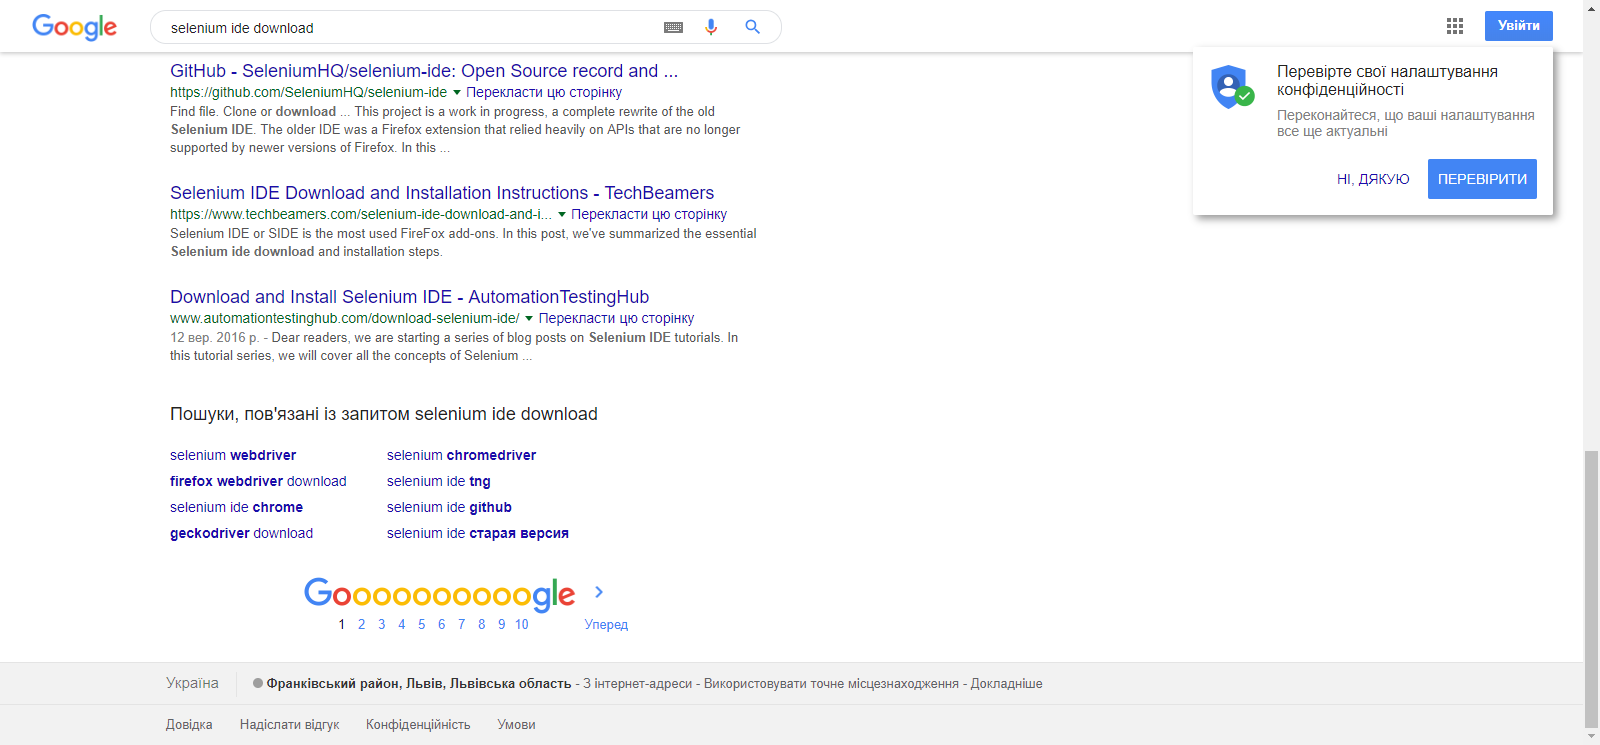 Google
selenium ide download
Увійти
GitHub - SeleniumHQ/selenium-ide: Open Source record and ...
https://github.com/SeleniumHQ/selenium-ide Перекласти цю сторінку
Find file. Clone or download ... This project is a work in progress, a complete rewrite of the old
Selenium IDE. The older IDE was a Firefox extension that relied heavily on APIs that are no longer
supported by newer versions of Firefox. In this ...
Перевірте свої налаштування
конфіденційності
Переконайтеся, що ваші налаштування
все ще актуальні
НІ, ДЯКУЮ
ПЕРЕВІРИТИ
Selenium IDE Download and Installation Instructions - TechBeamers
https://www.techbeamers.com/selenium-ide-download-and-i... Перекласти цю сторінку
Selenium IDE or SIDE is the most used FireFox add-ons. In this post, we've summarized the essential
Selenium ide download and installation steps.
Download and Install Selenium IDE - AutomationTestingHub
www.automationtestinghub.com/download-selenium-ide/ Перекласти цю сторінку
12 вер. 2016 р. - Dear readers, we are starting a series of blog posts on Selenium IDE tutorials. In
this tutorial series, we will cover all the concepts of Selenium ...
Пошуки, пов'язані із запитом selenium ide download
selenium webdriver
selenium chromedriver
firefox webdriver download
selenium ide tng
selenium ide chrome
selenium ide github
geckodriver download
selenium ide старая версия
Goooooooooogle
1 2 3 4 5 6 7 8 9 10 Уперед
Україна
Франківський район, Львів, Львівська область - З інтернет-адреси - Використовувати точне місцезнаходження - Докладніше
Довідка Надіслати відгук Конфіденційність Умови